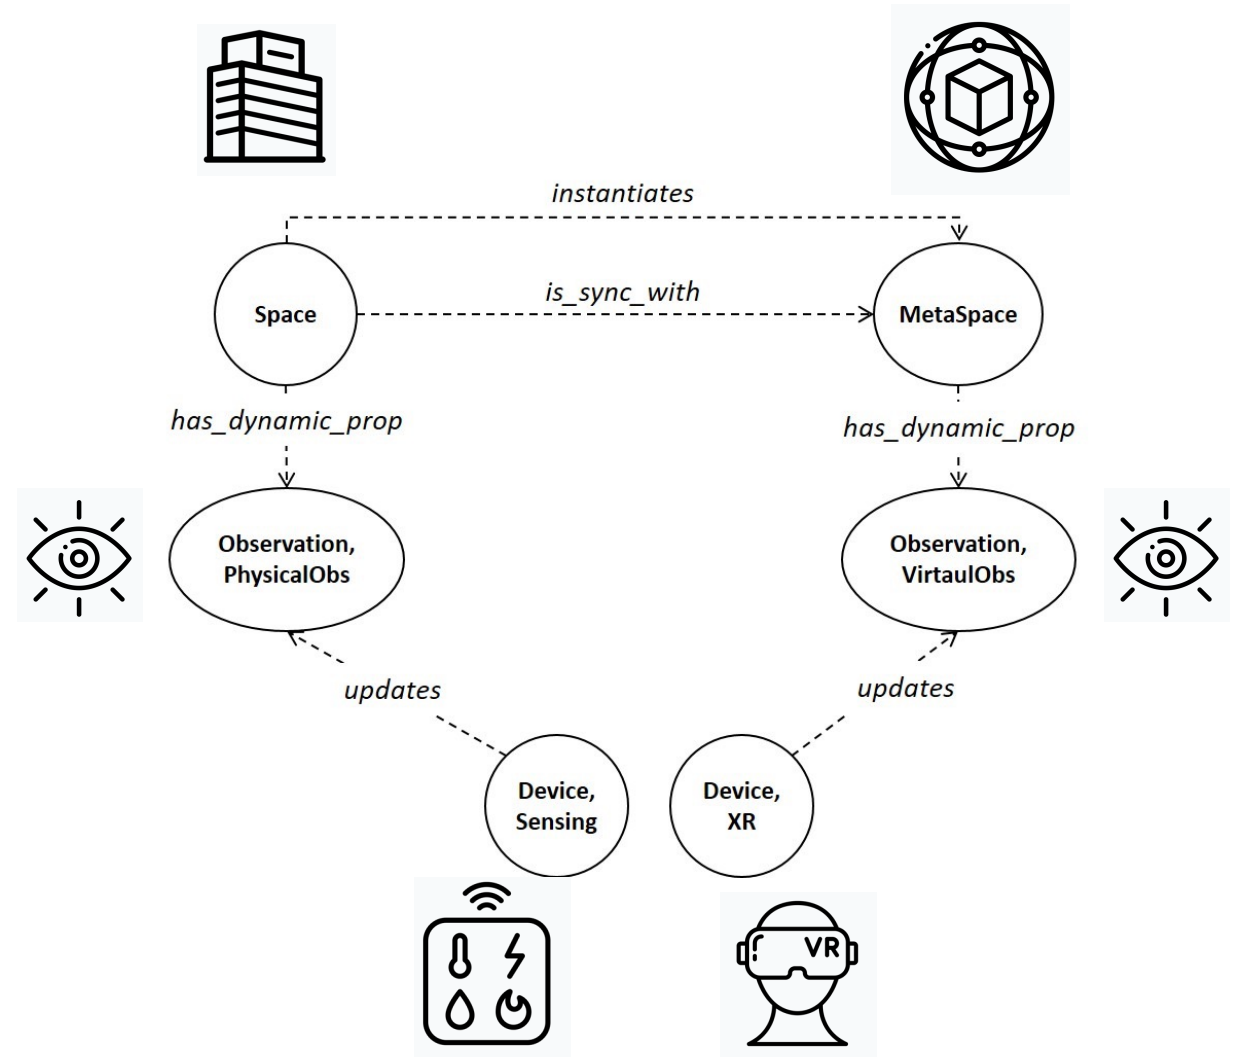 instantiates
is_sync_with
Space
MetaSpace
has_dynamic_prop
has_dynamic_prop
Observation,
PhysicalObs
Observation,
VirtaulObs
updates
updates
Device,
Sensing
Device,
XR
VR